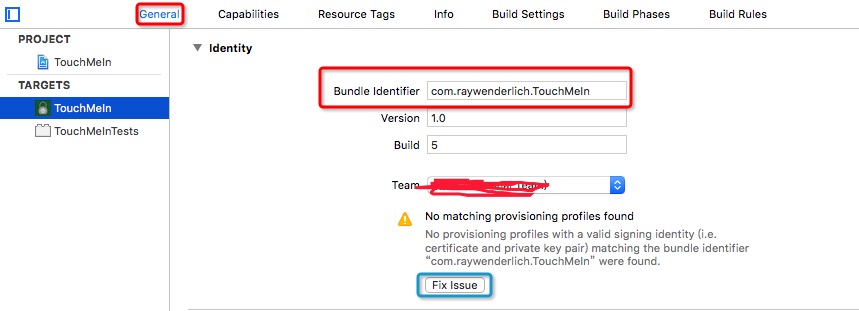 General Capabilities Resource Tags Info Build Settings Build Phases Build Rules
PROJECT
TouchMeIn
TARGETS
TouchMeIn
TouchMeInTests
Identity
Bundle Identifier com.raywenderlich.TouchMeIn
Version 1.0
Build 5
Team
No matching provisioning profiles found
No provisioning profiles with a valid signing identity (i.e.
certificate and private key pair) matching the bundle identifier
“com.raywenderlich.TouchMeIn” were found.
Fix Issue